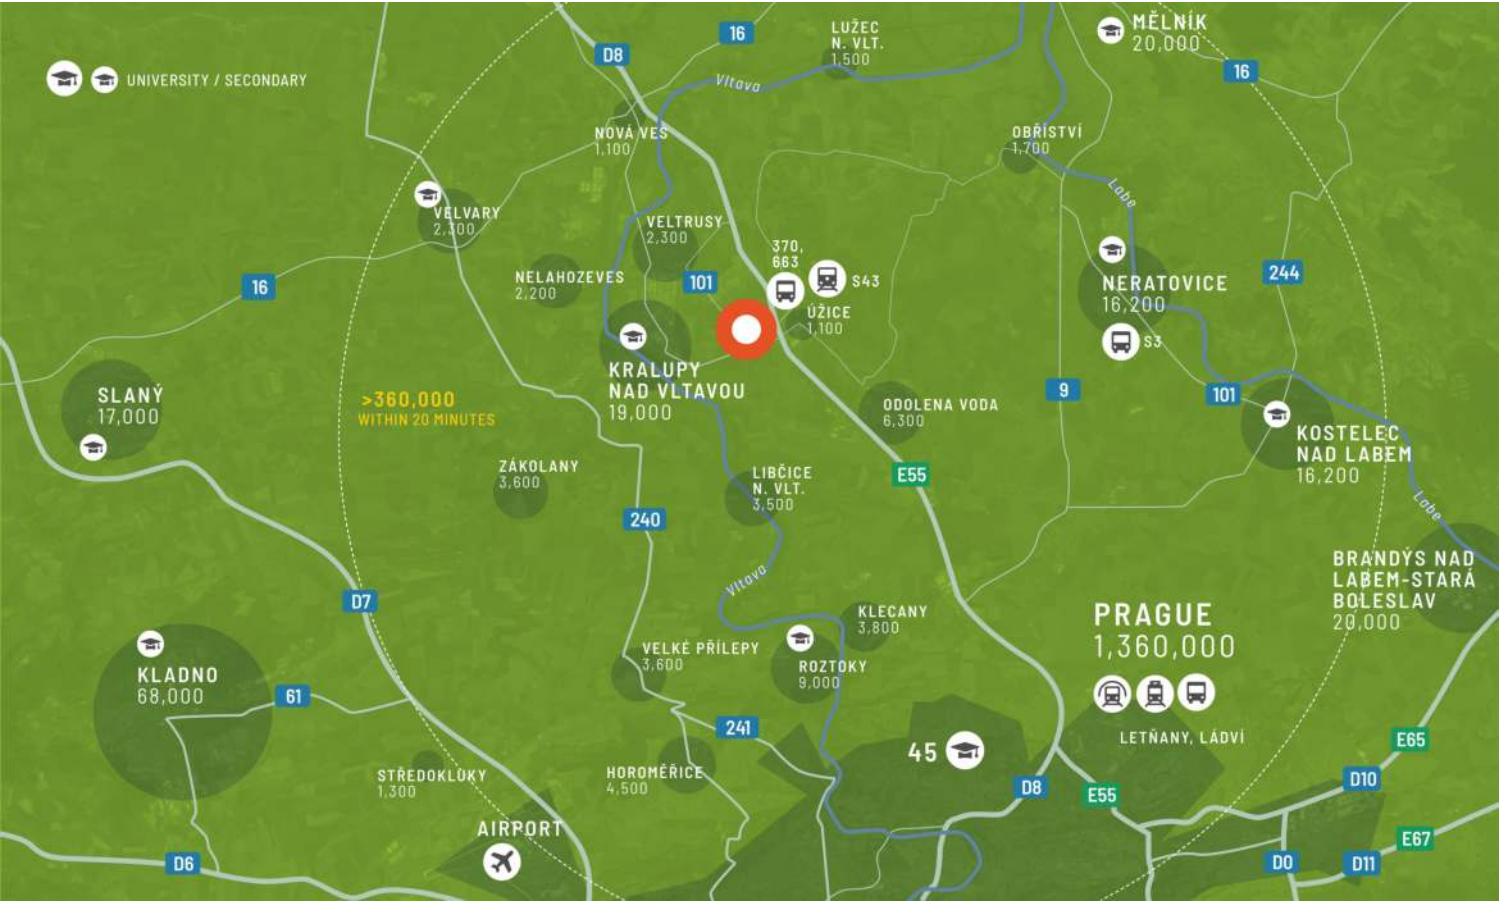 UNIVERSITY / SECONDARY
D8
16
LUŽEC
N. VLT.
1,500
Vltava
MĚLNÍK
20,000
16
NOVÁ VES
1,100
OBŘÍSTVÍ
1,700
Labe
VELVARY
2,300
VELTRUSY
2,300
370,
663
S43
NELAHOZEVES
2,200
101
ÚŽICE
1,100
16
NERATOVICE
16,200
S3
244
KRALUPY
NAD VLTAVOU
19,000
SLANÝ
17,000
>360,000
WITHIN 20 MINUTES
ODOLENA VODA
6,300
9
101
KOSTELEC
NAD LABEM
16,200
ZÁKOLANY
3,600
LIBČICE
N. VLT.
3,500
E55
240
Labe
Vltava
BRANDÝS NAD
LABEM-STARÁ
BOLESLAV
20,000
D7
KLECANY
3,800
PRAGUE
1,360,000
LETŇANY, LÁDVÍ
VELKÉ PŘÍLEPY
3,600
ROZTOKY
9,000
KLADNO
68,000
61
241
45
E65
STŘEDOKLUKY
1,300
HOROMĚŘICE
4,500
D8
E55
D10
AIRPORT
E67
D6
D0
D11